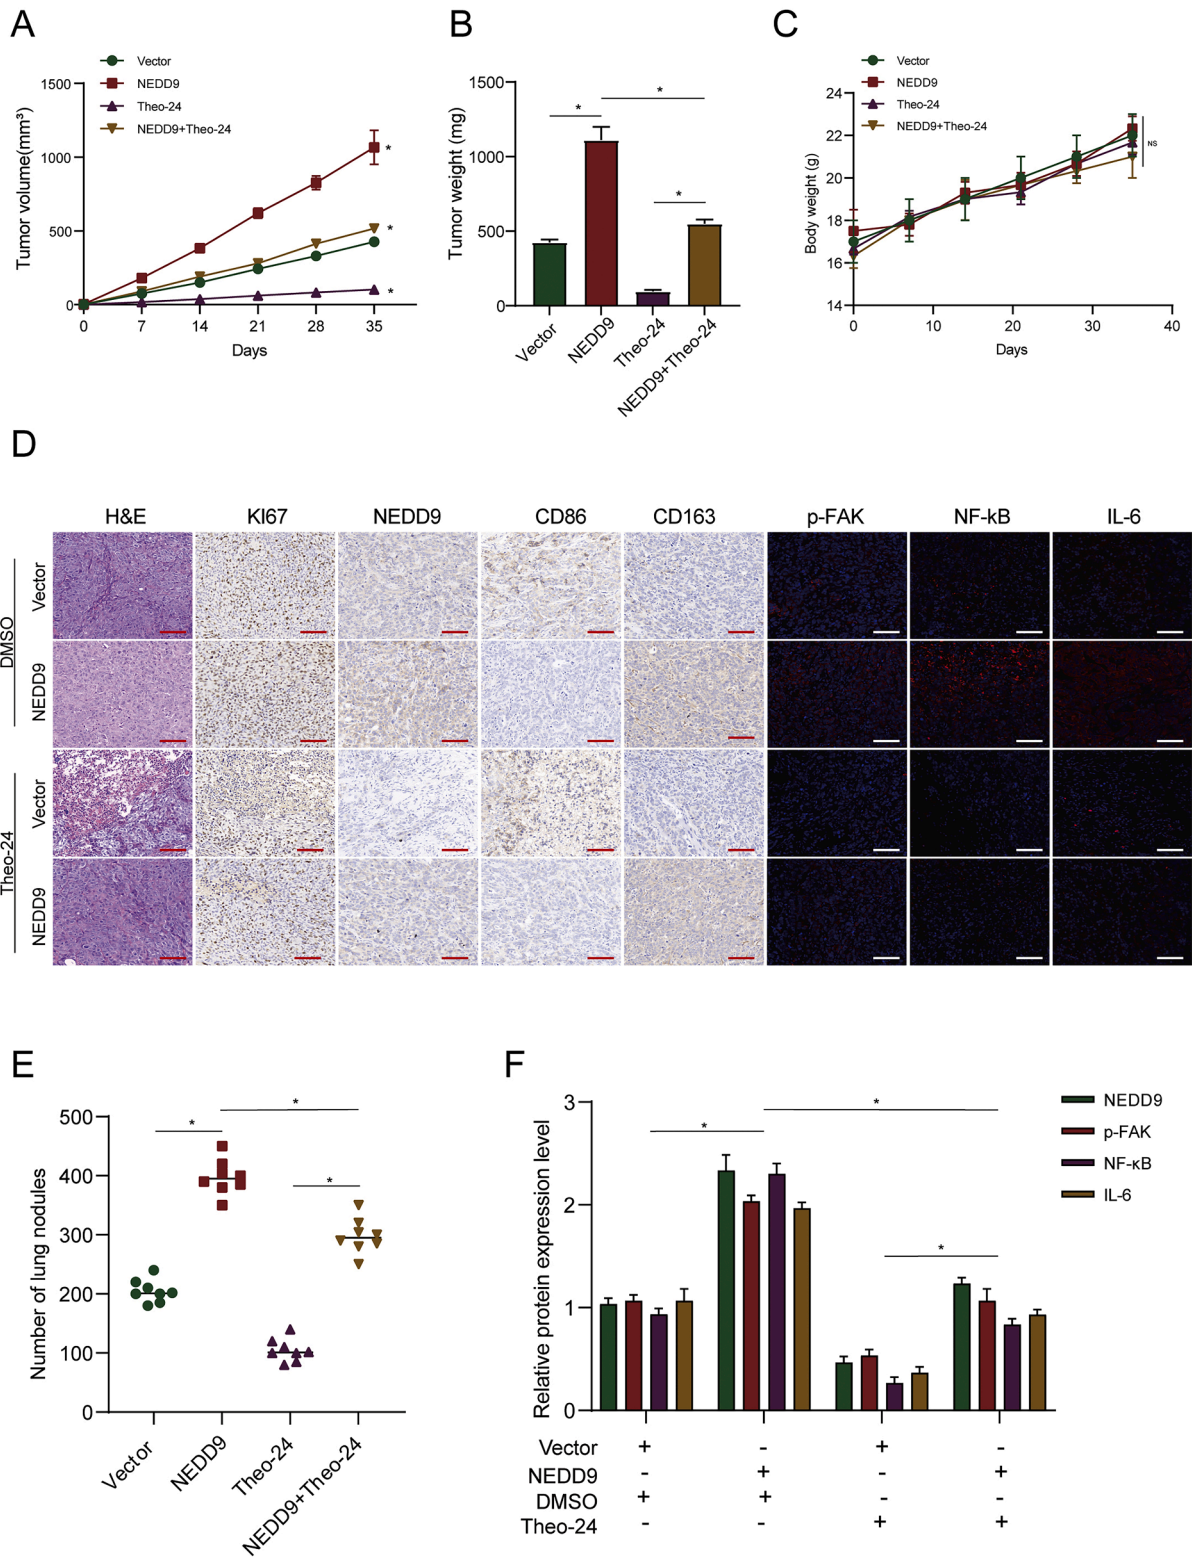 A
Vector
NEDD9
Theo-24
NEDD9+Theo-24
Tumor volume(mm³)
1500
1000
500
0
0 7 14 21 28 35
Days
*
*
*
B
Tumor weight (mg)
1500
1000
500
0
* *
*
Vector NEDD9 Theo-24 NEDD9+Theo-24
C
Vector
NEDD9
Theo-24
NEDD9+Theo-24
Body weight (g)
24
22
20
18
16
14
0 10 20 30 40
Days
NS
D
H&E KI67 NEDD9 CD86 CD163 p-FAK NF-kB IL-6
DMSO
Vector
NEDD9
Theo-24
Vector
NEDD9
E
Number of lung nodules
500
400
300
200
100
0
*
*
*
Vector NEDD9 Theo-24 NEDD9+Theo-24
F
Relative protein expression level
3
2
1
0
*
*
*
NEDD9
p-FAK
NF-κB
IL-6
Vector + - + -
NEDD9 - + - +
DMSO + + - -
Theo-24 - - + +